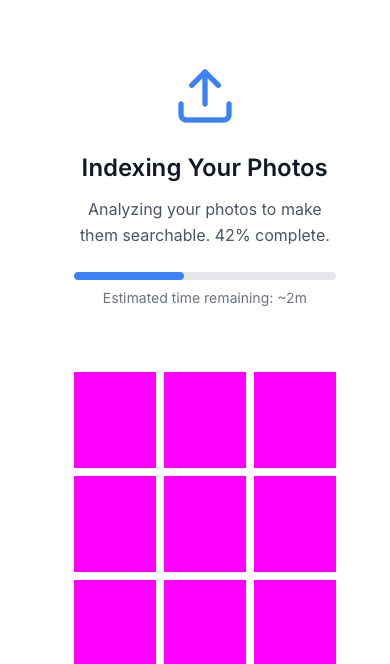 Indexing Your Photos
Analyzing your photos to make
them searchable. 42% complete.
Estimated time remaining: ~2m